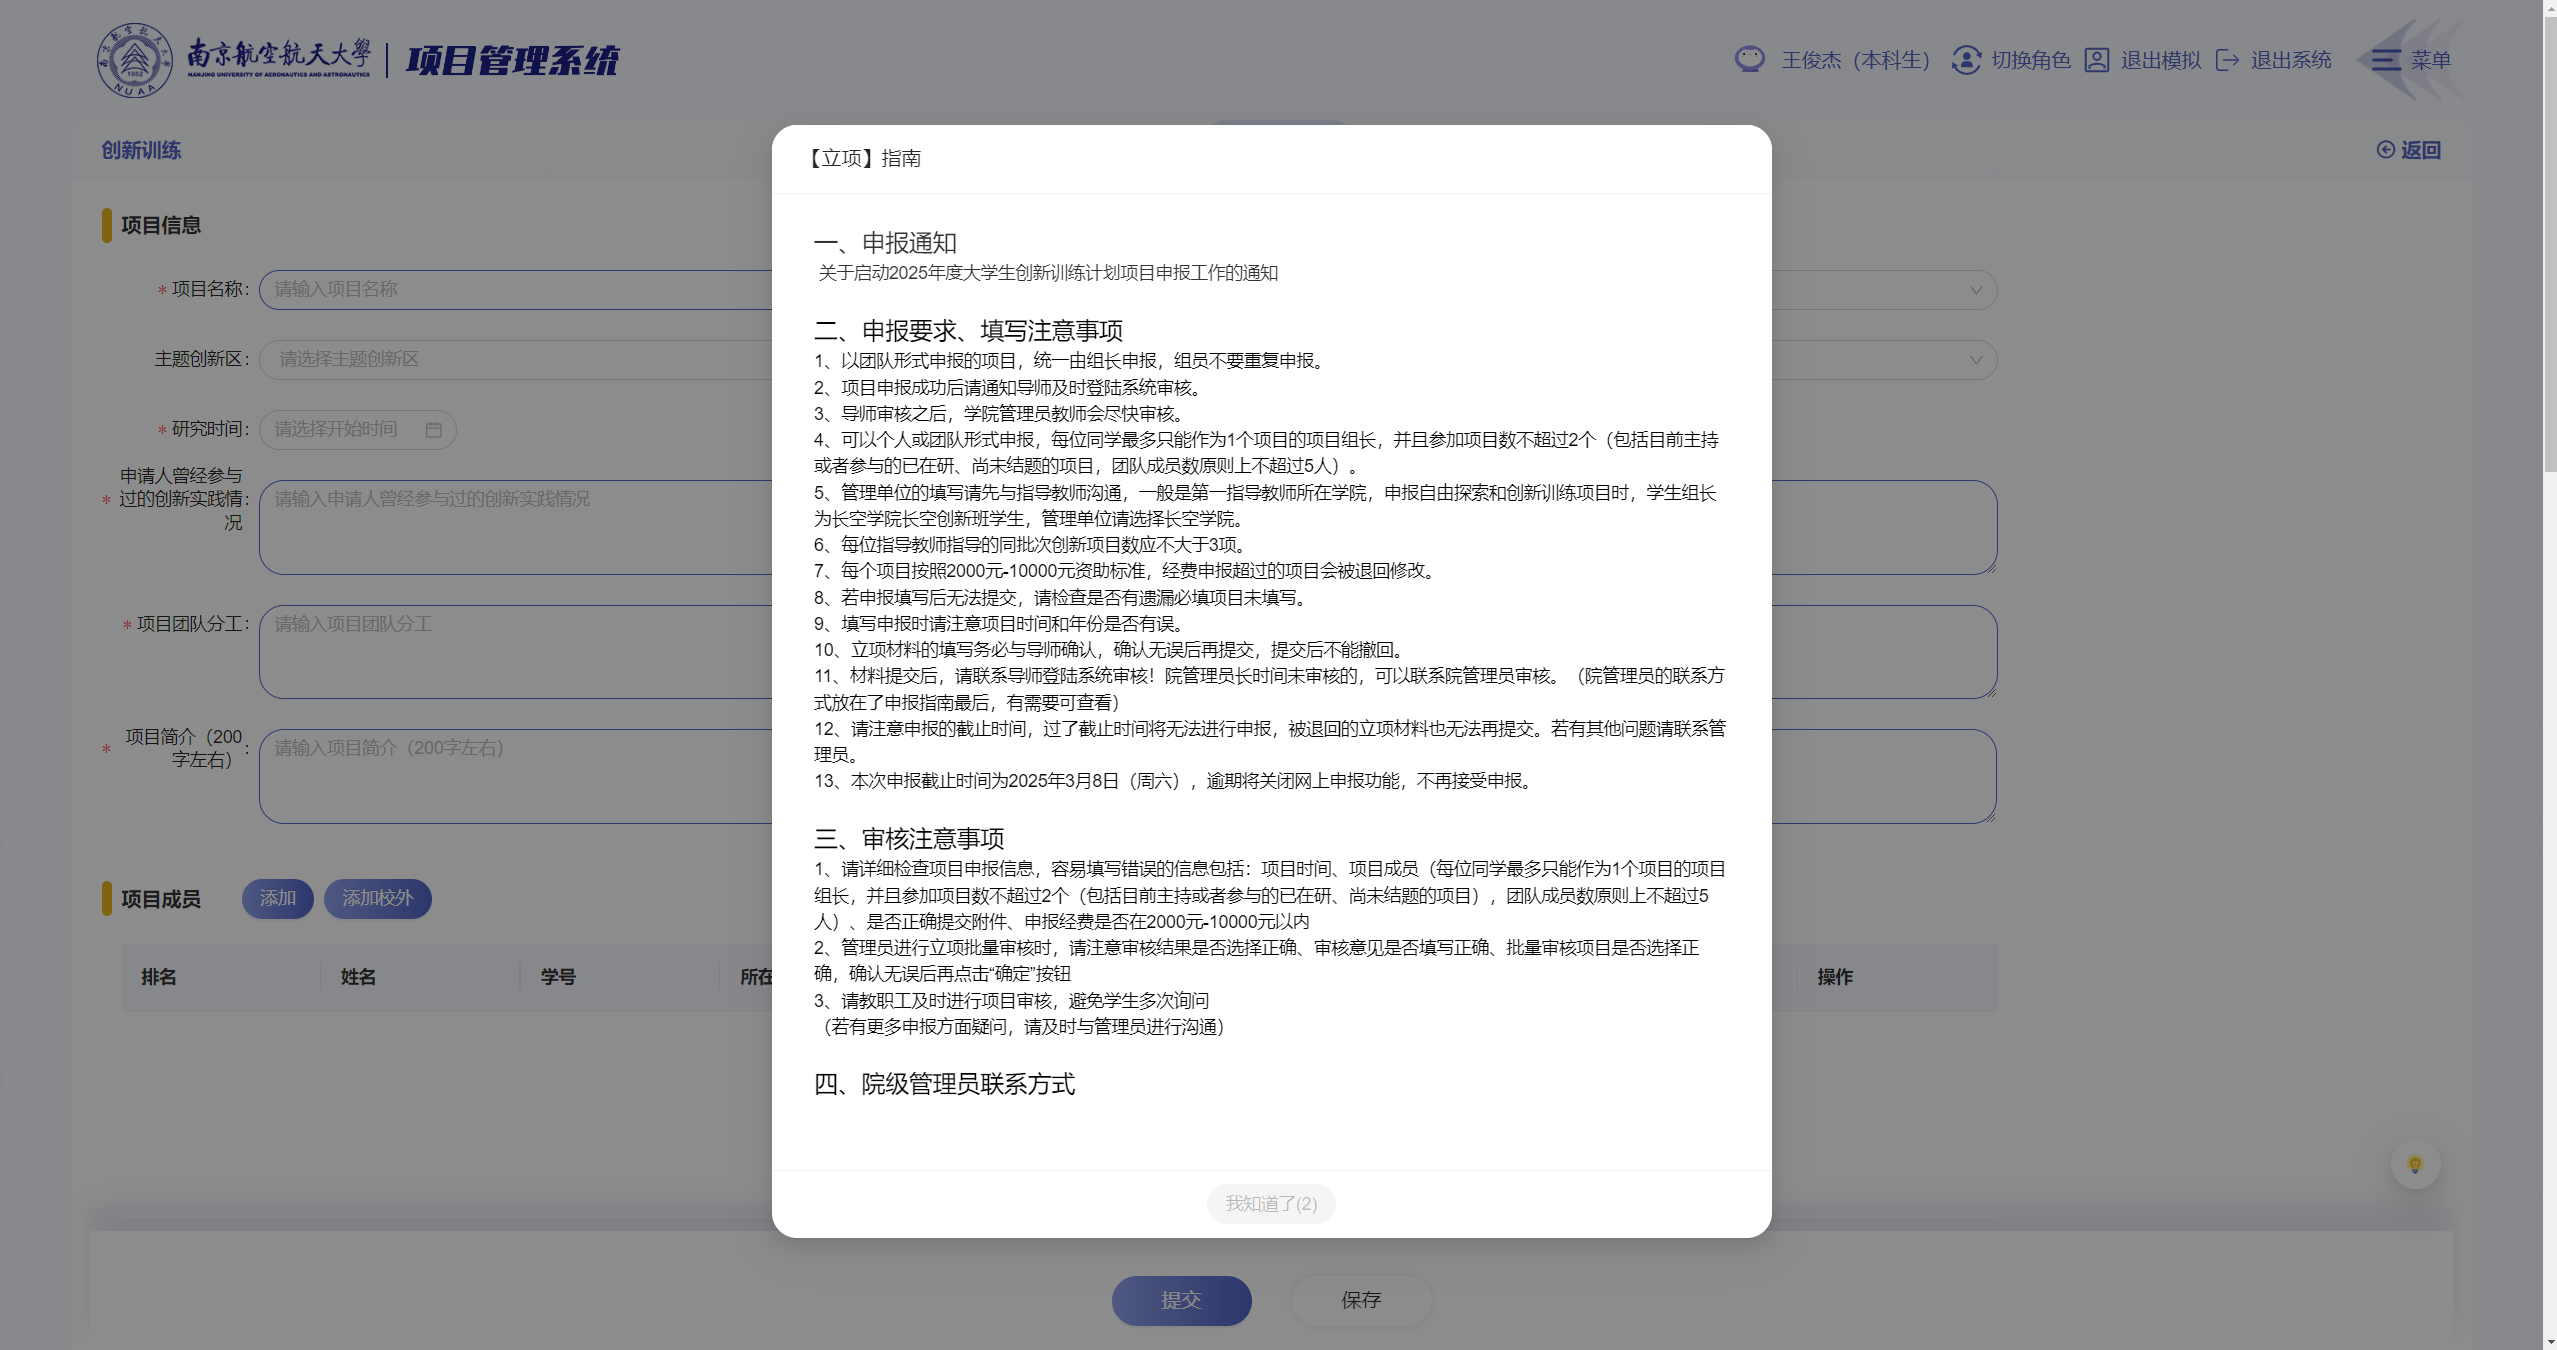 南京航空航天大學
NANJING UNIVERSITY OF AERONAUTICS AND ASTRONAUTICS
1952
NUAA
项目管理系统
王俊杰（本科生） 切换角色 退出模拟 退出系统 菜单
创新训练
返回
项目信息
* 项目名称： 请输入项目名称
主题创新区： 请选择主题创新区
* 研究时间： 请选择开始时间
* 申请人曾经参与过的创新实践情况： 请输入申请人曾经参与过的创新实践情况
* 项目团队分工： 请输入项目团队分工
* 项目简介（200字左右）： 请输入项目简介（200字左右）
项目成员 添加 添加校外
排名 姓名 学号 所在 操作
【立项】指南
一、申报通知
关于启动2025年度大学生创新训练计划项目申报工作的通知
二、申报要求、填写注意事项
1、以团队形式申报的项目，统一由组长申报，组员不要重复申报。
2、项目申报成功后请通知导师及时登陆系统审核。
3、导师审核之后，学院管理员教师会尽快审核。
4、可以个人或团队形式申报，每位同学最多只能作为1个项目的项目组长，并且参加项目数不超过2个（包括目前主持
或者参与的已在研、尚未结题的项目，团队成员数原则上不超过5人）。
5、管理单位的填写请先与指导教师沟通，一般是第一指导教师所在学院，申报自由探索和创新训练项目时，学生组长
为长空学院长空创新班学生，管理单位请选择长空学院。
6、每位指导教师指导的同批次创新项目数应不大于3项。
7、每个项目按照2000元-10000元资助标准，经费申报超过的项目会被退回修改。
8、若申报填写后无法提交，请检查是否有遗漏必填项目未填写。
9、填写申报时请注意项目时间和年份是否有误。
10、立项材料的填写务必与导师确认，确认无误后再提交，提交后不能撤回。
11、材料提交后，请联系导师登陆系统审核！院管理员长时间未审核的，可以联系院管理员审核。（院管理员的联系方
式放在了申报指南最后，有需要可查看）
12、请注意申报的截止时间，过了截止时间将无法进行申报，被退回的立项材料也无法再提交。若有其他问题请联系管
理员。
13、本次申报截止时间为2025年3月8日（周六），逾期将关闭网上申报功能，不再接受申报。
三、审核注意事项
1、请详细检查项目申报信息，容易填写错误的信息包括：项目时间、项目成员（每位同学最多只能作为1个项目的项目
组长，并且参加项目数不超过2个（包括目前主持或者参与的已在研、尚未结题的项目），团队成员数原则上不超过5
人）、是否正确提交附件、申报经费是否在2000元-10000元以内
2、管理员进行立项批量审核时，请注意审核结果是否选择正确、审核意见是否填写正确、批量审核项目是否选择正
确，确认无误后再点击“确定”按钮
3、请教职工及时进行项目审核，避免学生多次询问
（若有更多申报方面疑问，请及时与管理员进行沟通）
四、院级管理员联系方式
我知道了(2)
提交 保存